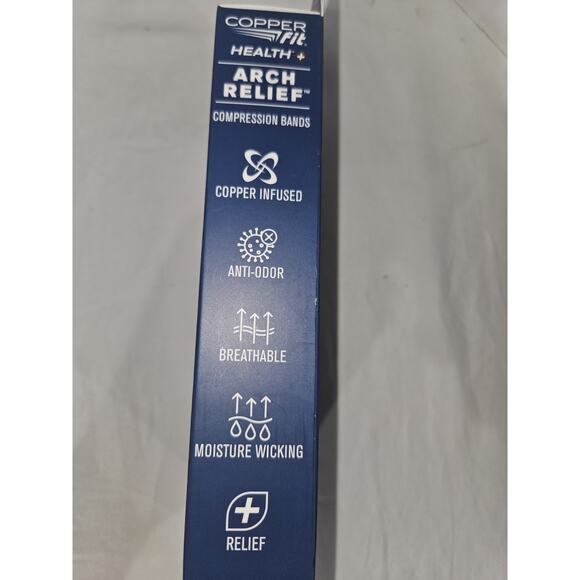 COPPER
Fit®
HEALTH+
ARCH
RELIEF™
COMPRESSION BANDS
COPPER INFUSED
ANTI-ODOR
BREATHABLE
MOISTURE WICKING
RELIEF